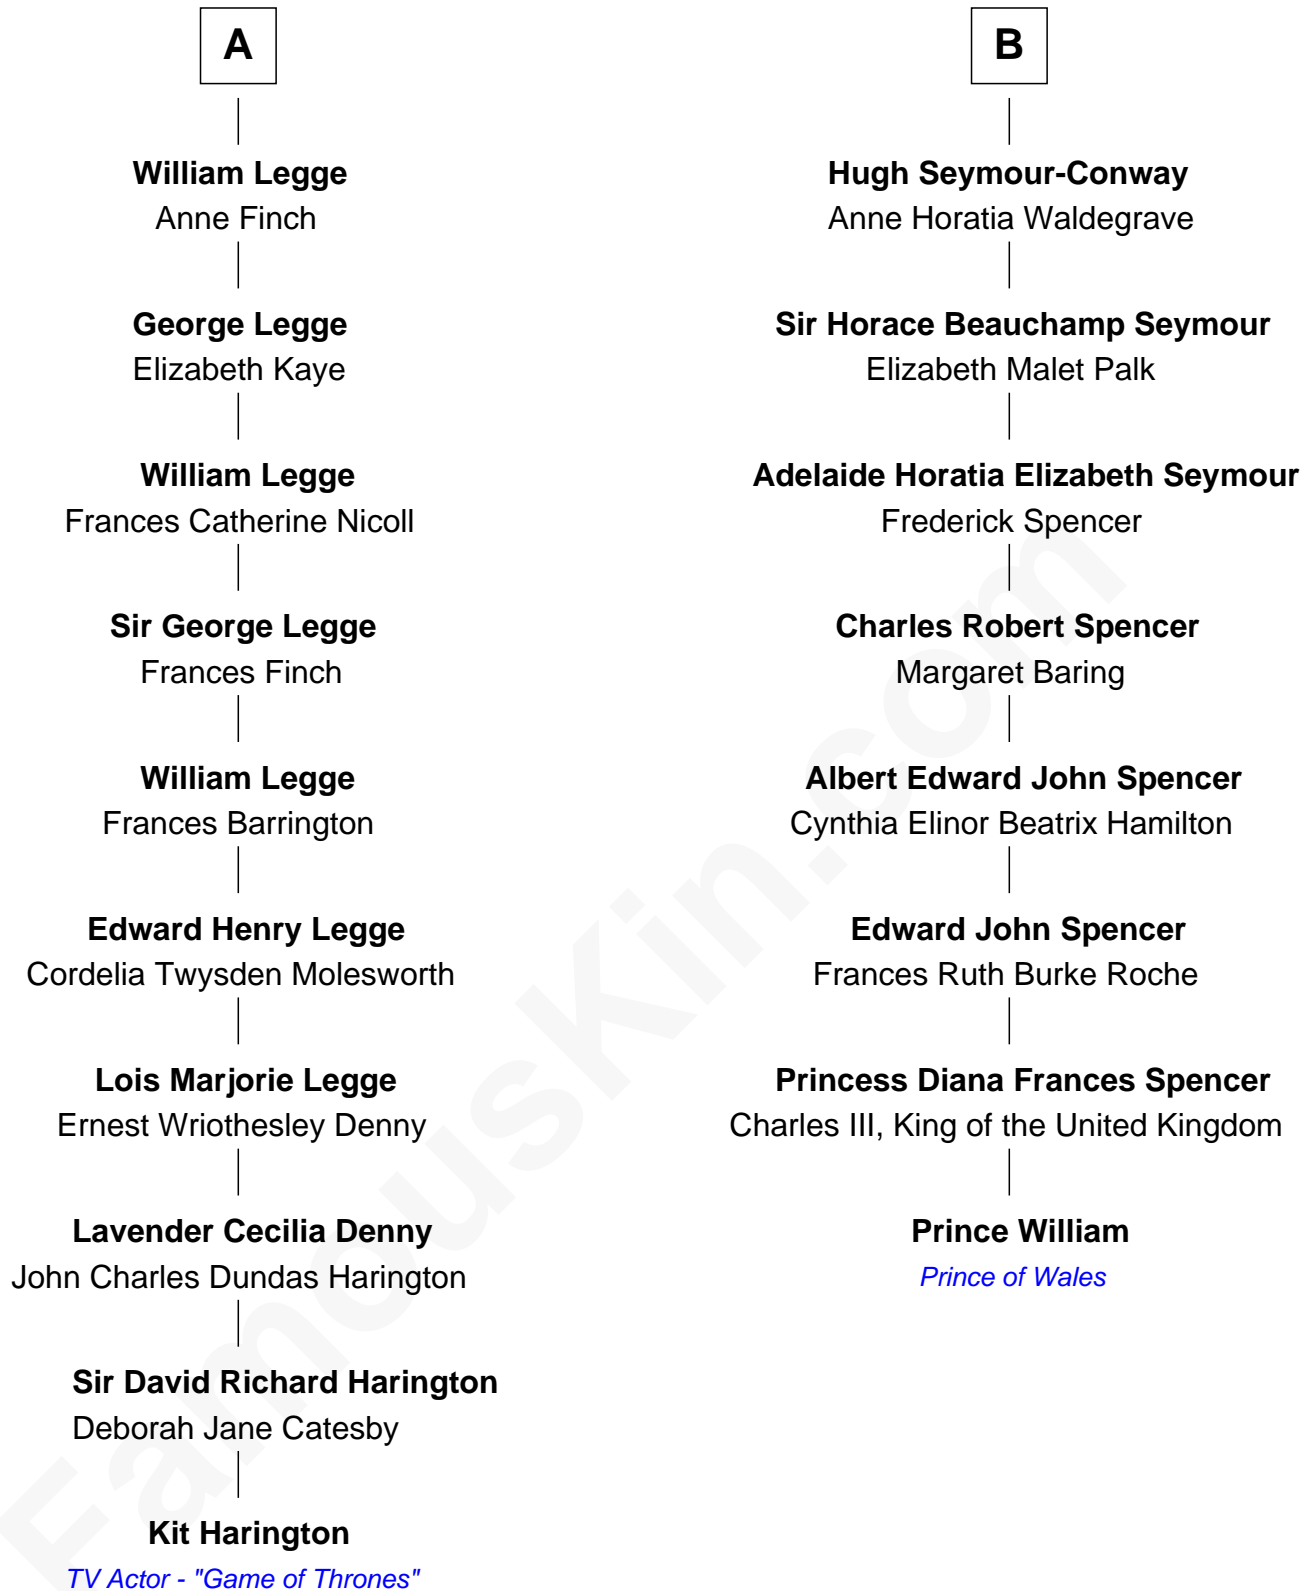 A
William Legge
Anne Finch
George Legge
Elizabeth Kaye
William Legge
Frances Catherine Nicoll
Sir George Legge
Frances Finch
William Legge
Frances Barrington
Edward Henry Legge
Cordelia Twysden Molesworth
Lois Marjorie Legge
Ernest Wriothesley Denny
Lavender Cecilia Denny
John Charles Dundas Harington
Sir David Richard Harington
Deborah Jane Catesby
Kit Harington
TV Actor - "Game of Thrones"
B
Hugh Seymour-Conway
Anne Horatia Waldegrave
Sir Horace Beauchamp Seymour
Elizabeth Malet Palk
Adelaide Horatia Elizabeth Seymour
Frederick Spencer
Charles Robert Spencer
Margaret Baring
Albert Edward John Spencer
Cynthia Elinor Beatrix Hamilton
Edward John Spencer
Frances Ruth Burke Roche
Princess Diana Frances Spencer
Charles III, King of the United Kingdom
Prince William
Prince of Wales
FamousKin.com